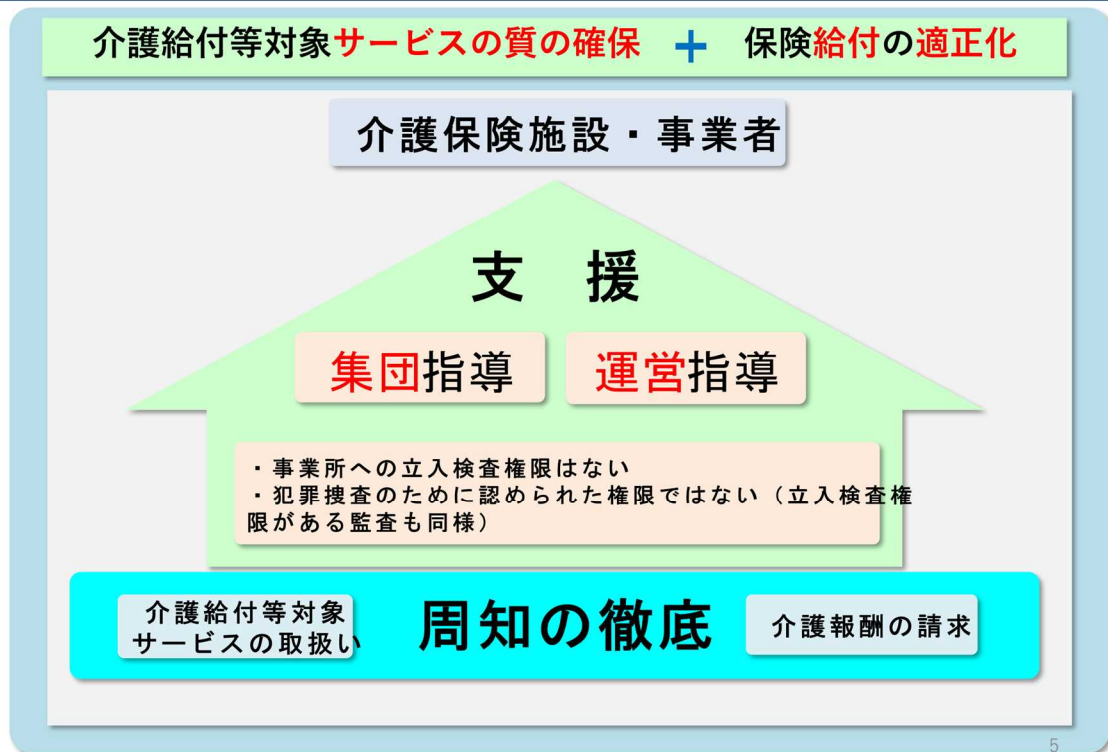 介護給付等対象サービスの質の確保 + 保険給付の適正化
介護保険施設・事業者
支 援
集団指導
運営指導
・事業所への立入検査権限はない
・犯罪捜査のために認められた権限ではない（立入検査権
限がある監査も同様）
介護給付等対象
サービスの取扱い
周知の徹底
介護報酬の請求
5